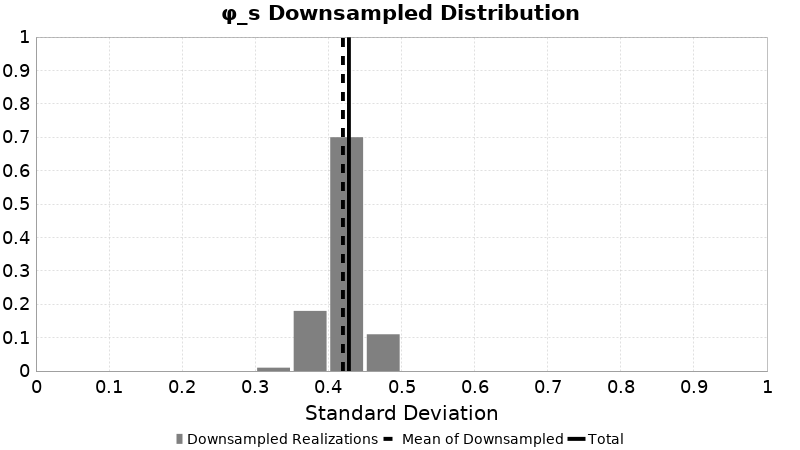 φ_s Downsampled Distribution
1
0.9
0.8
0.7
0.6
0.5
0.4
0.3
0.2
0.1
0
0 0.1 0.2 0.3 0.4 0.5 0.6 0.7 0.8 0.9 1
Standard Deviation
Downsampled Realizations Mean of Downsampled Total